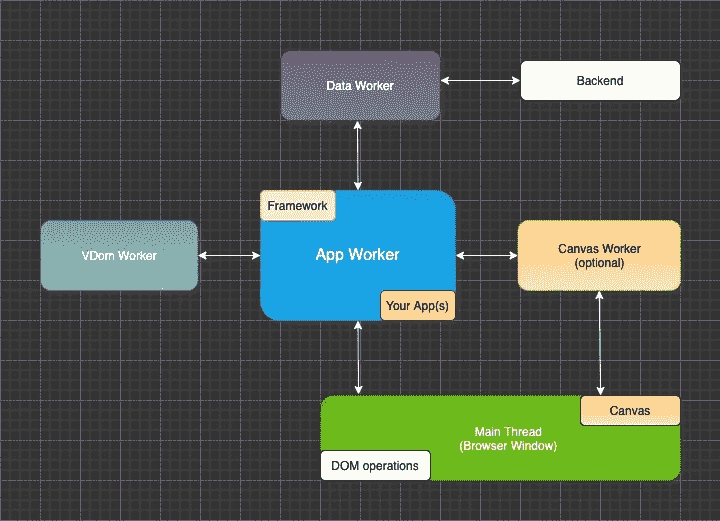 Data Worker
Backend
Framework
VDom Worker
App Worker
Canvas Worker
(optional)
Your App(s)
Canvas
Main Thread
(Browser Window)
DOM operations